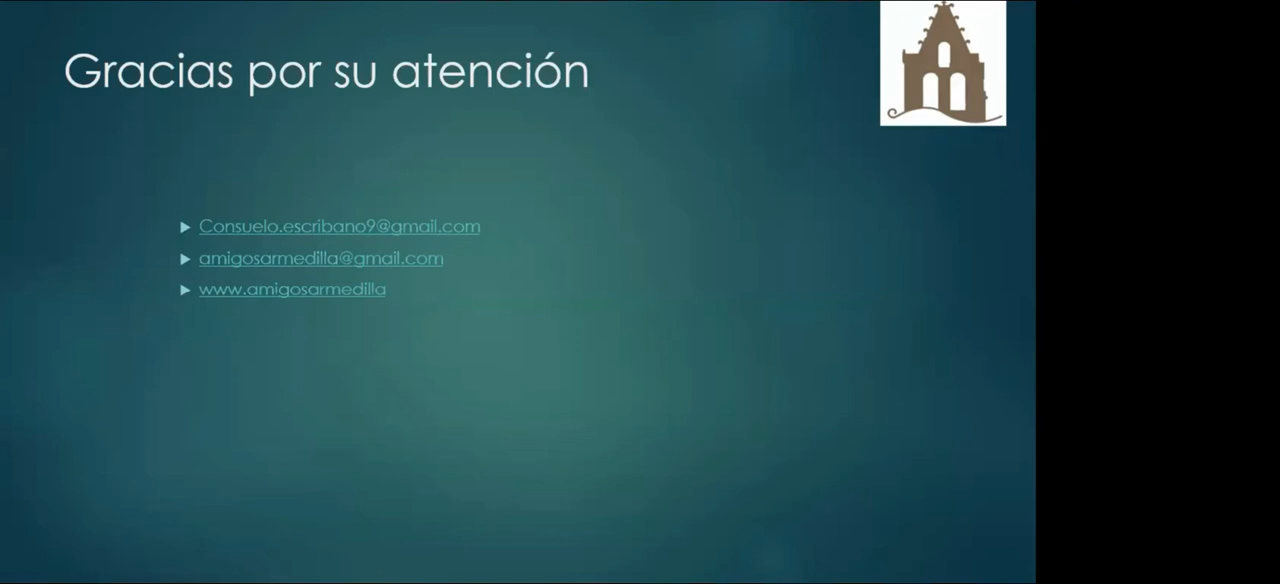 Gracias por su atención
Consuelo.escribano9@gmail.com
amigosarmedilla@gmail.com
www.amigosarmedilla